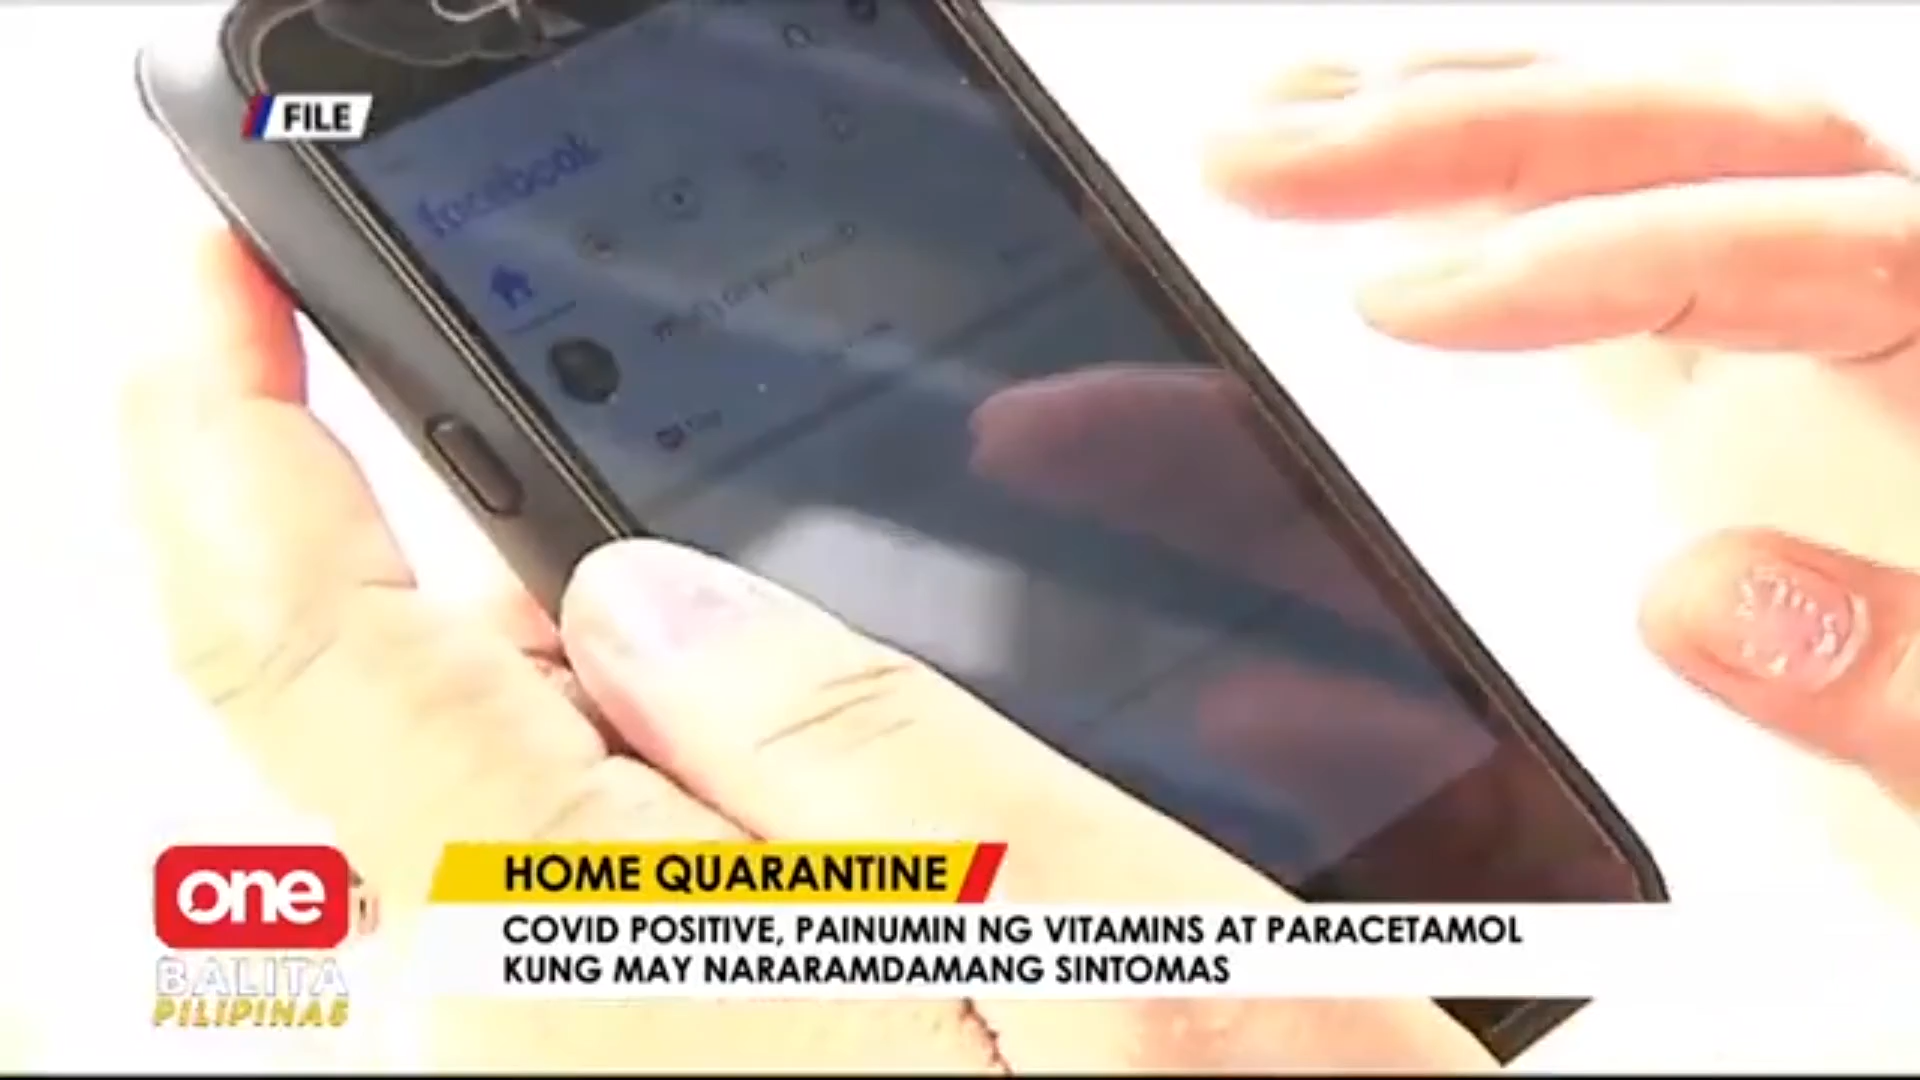 FILE
facebook
one
BALITA
PILIPINAS
HOME QUARANTINE
COVID POSITIVE, PAINUMIN NG VITAMINS AT PARACETAMOL
KUNG MAY NARARAMDAMANG SINTOMAS